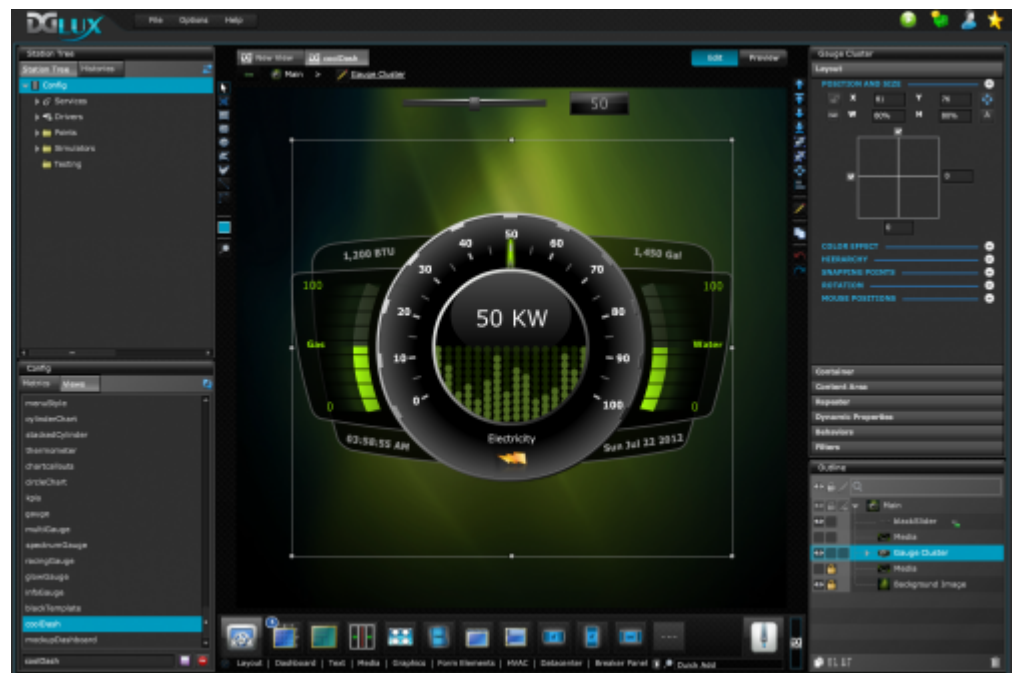 DGLUX
File Options Help
Station Tree
Station Tree Histories
Config
Services
Drivers
Points
Simulators
Testing
Config
Metrics Views
menuStyle
cylinderChart
stackedCylinder
thermometer
chartcallouts
circleChart
kpis
gauge
multiGauge
spectrumGauge
racingGauge
glowGauge
infoGauge
blackTemplate
coolDash
mockupDashboard
coolDash
New View coolDash
Edit Preview
Main > Gauge Cluster
50
1,200 BTU
1,450 Gal
0
10
20
30
40
50
60
70
80
90
100
100
Gas
0
50 KW
100
Water
0
03:58:55 AM
Electricity
Sun Jul 22 2012
Layout | Dashboard | Text | Media | Graphics | Form Elements | HVAC | Datacenter | Breaker Panel
Quick Add
Gauge Cluster
Layout
POSITION AND SIZE
X 61 Y 76
W 80% H 88%
0
0
COLOR EFFECT
HIERARCHY
SNAPPING POINTS
ROTATION
MOUSE POSITIONS
Container
Content Area
Repeater
Dynamic Properties
Behaviors
Filters
Outline
Main
blackSlider
Media
Gauge Cluster
Media
Background Image